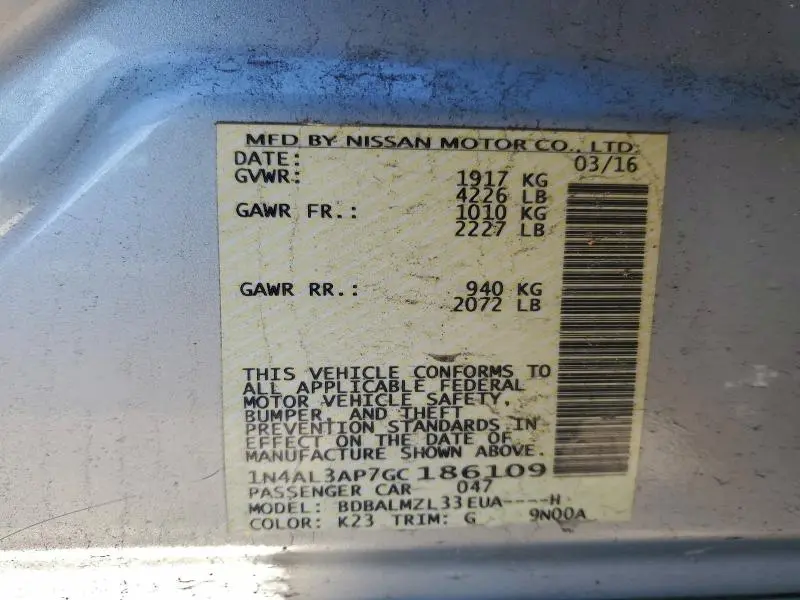 MFD BY NISSAN MOTOR CO., LTD.
DATE: 03/16
GVWR: 1917 KG
4226 LB
GAWR FR.: 1010 KG
2227 LB
GAWR RR.: 940 KG
2072 LB
THIS VEHICLE CONFORMS TO
ALL APPLICABLE FEDERAL
MOTOR VEHICLE SAFETY,
BUMPER, AND THEFT
PREVENTION STANDARDS IN
EFFECT ON THE DATE OF
MANUFACTURE SHOWN ABOVE.
1N4AL3AP7GC 186109
PASSENGER CAR 047
MODEL: BDBALMZL33EUA----H
COLOR: K23 TRIM: G 9N00A